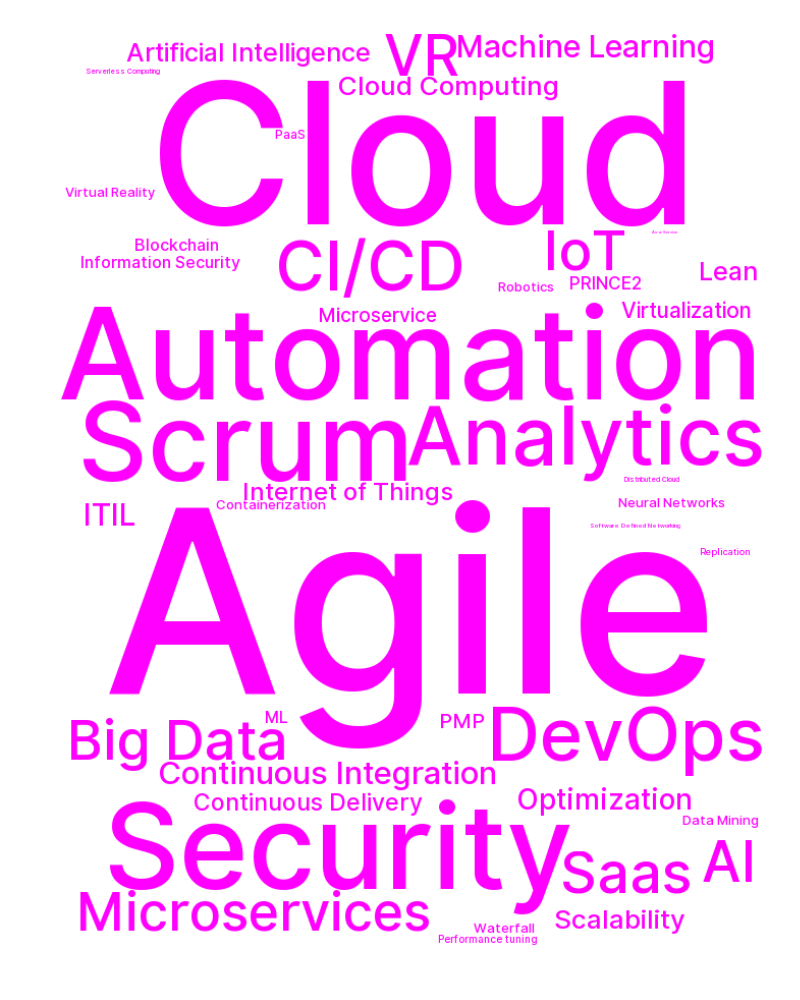 Artificial Intelligence
VR
Machine Learning
Serverless Computing
Cloud Computing
Cloud
PaaS
Virtual Reality
Blockchain
CI/CD
IoT
Information Security
Lean
Robotics
PRINCE2
Microservice
Virtualization
Automation
Scrum
Analytics
Distributed Cloud
Internet of Things
ITIL
Containerization
Neural Networks
Software Defined Networking
Replication
Agile
ML
PMP
Big Data
DevOps
Continuous Integration
Continuous Delivery
Optimization
Data Mining
Security
Saas
AI
Microservices
Scalability
Waterfall
Performance tuning